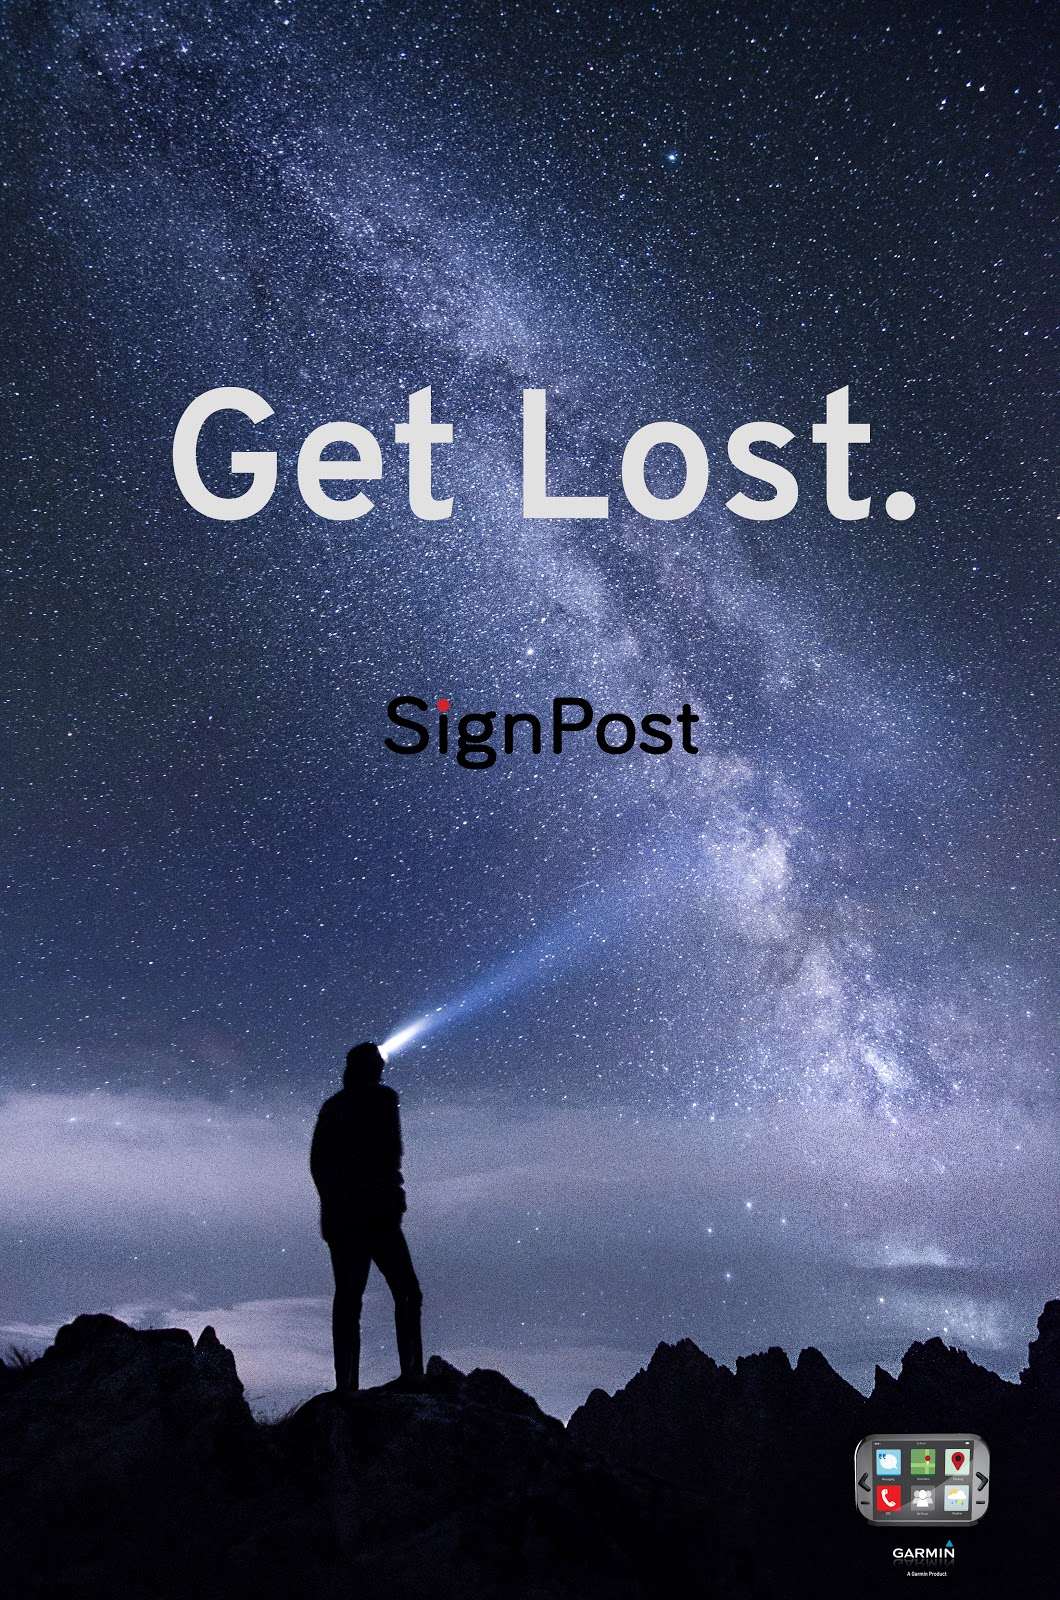 Get Lost.
SignPost
GARMIN
A Garmin Product